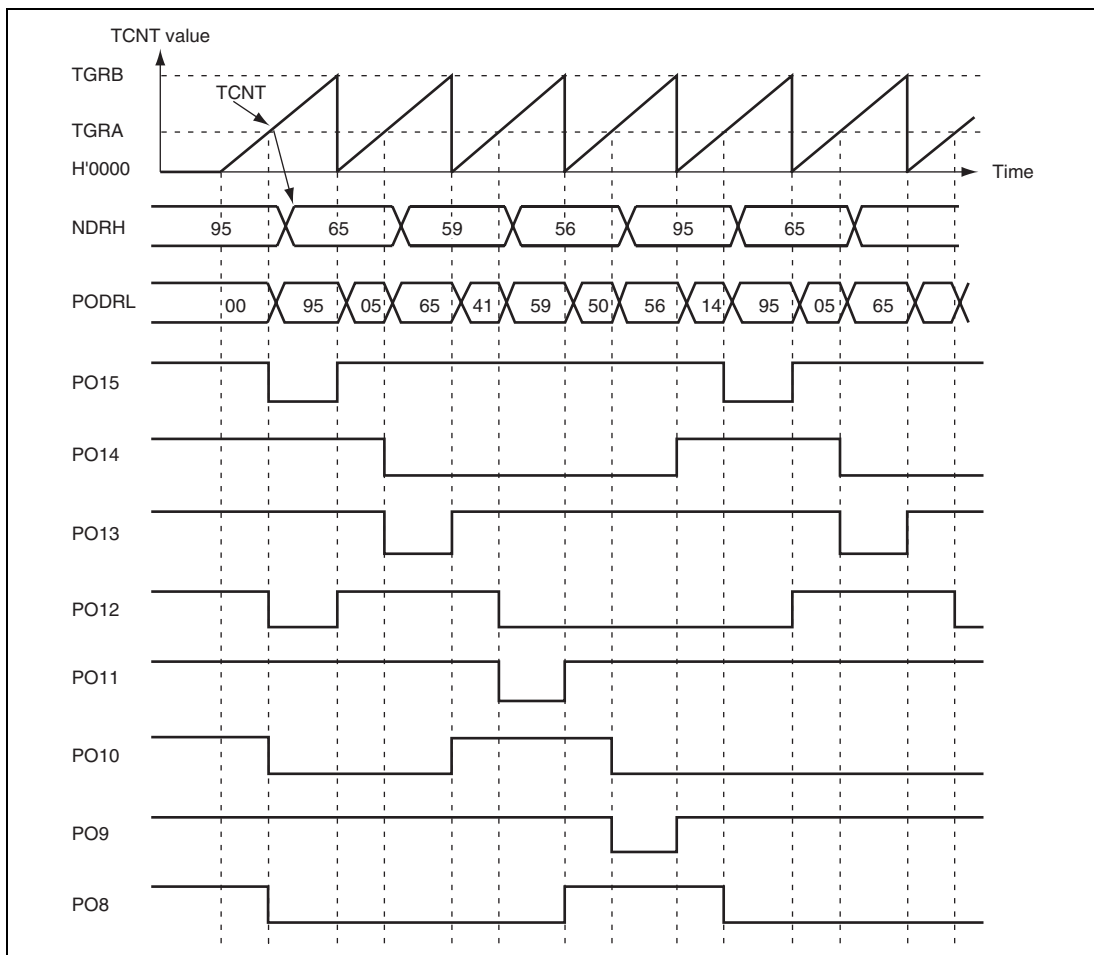 TCNT value
TGRB
TCNT
TGRA
H'0000
Time
NDRH 95 65 59 56 95 65
PODRL 00 95 05 65 41 59 50 56 14 95 05 65
PO15
PO14
PO13
PO12
PO11
PO10
PO9
PO8